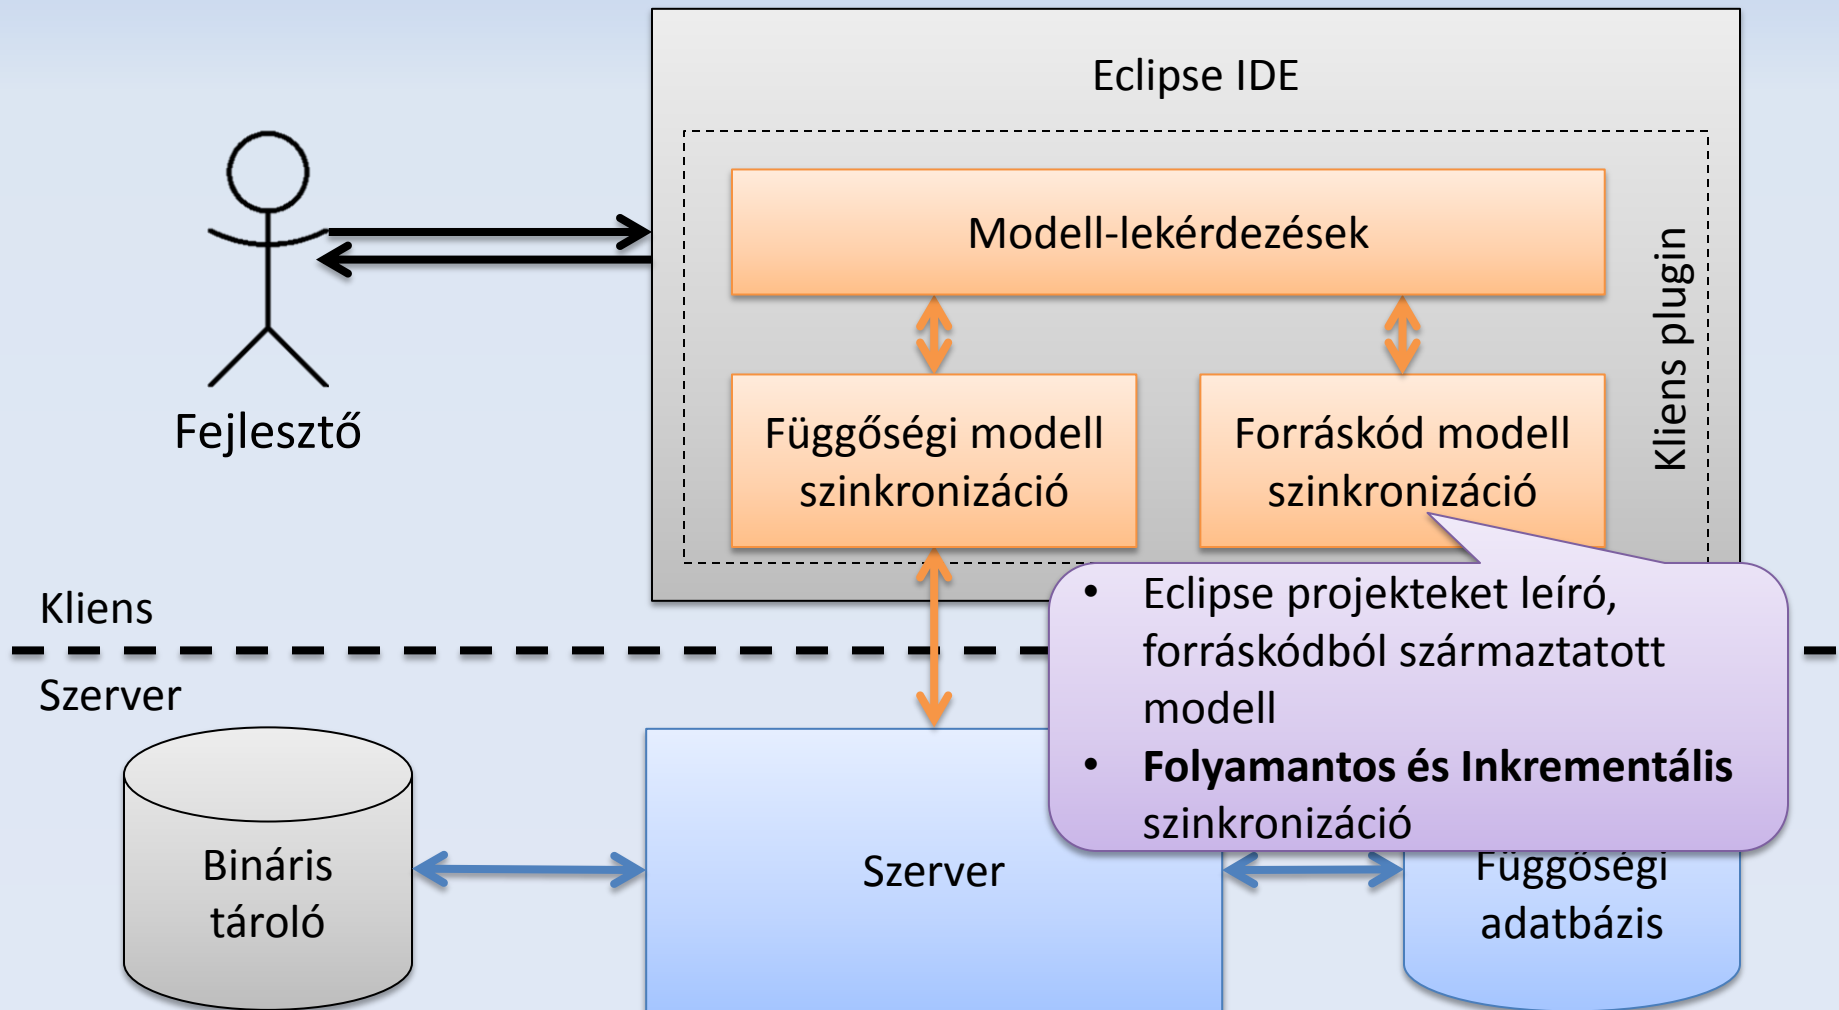 Eclipse IDE
Modell-lekérdezések
Kliens plugin
Fejlesztő
Függőségi modell
szinkronizáció
Forráskód modell
szinkronizáció
Kliens
Szerver
• Eclipse projekteket leíró,
forráskódból származtatott
modell
• Folyamantos és Inkrementális
szinkronizáció
Bináris
tároló
Szerver
Függőségi
adatbázis